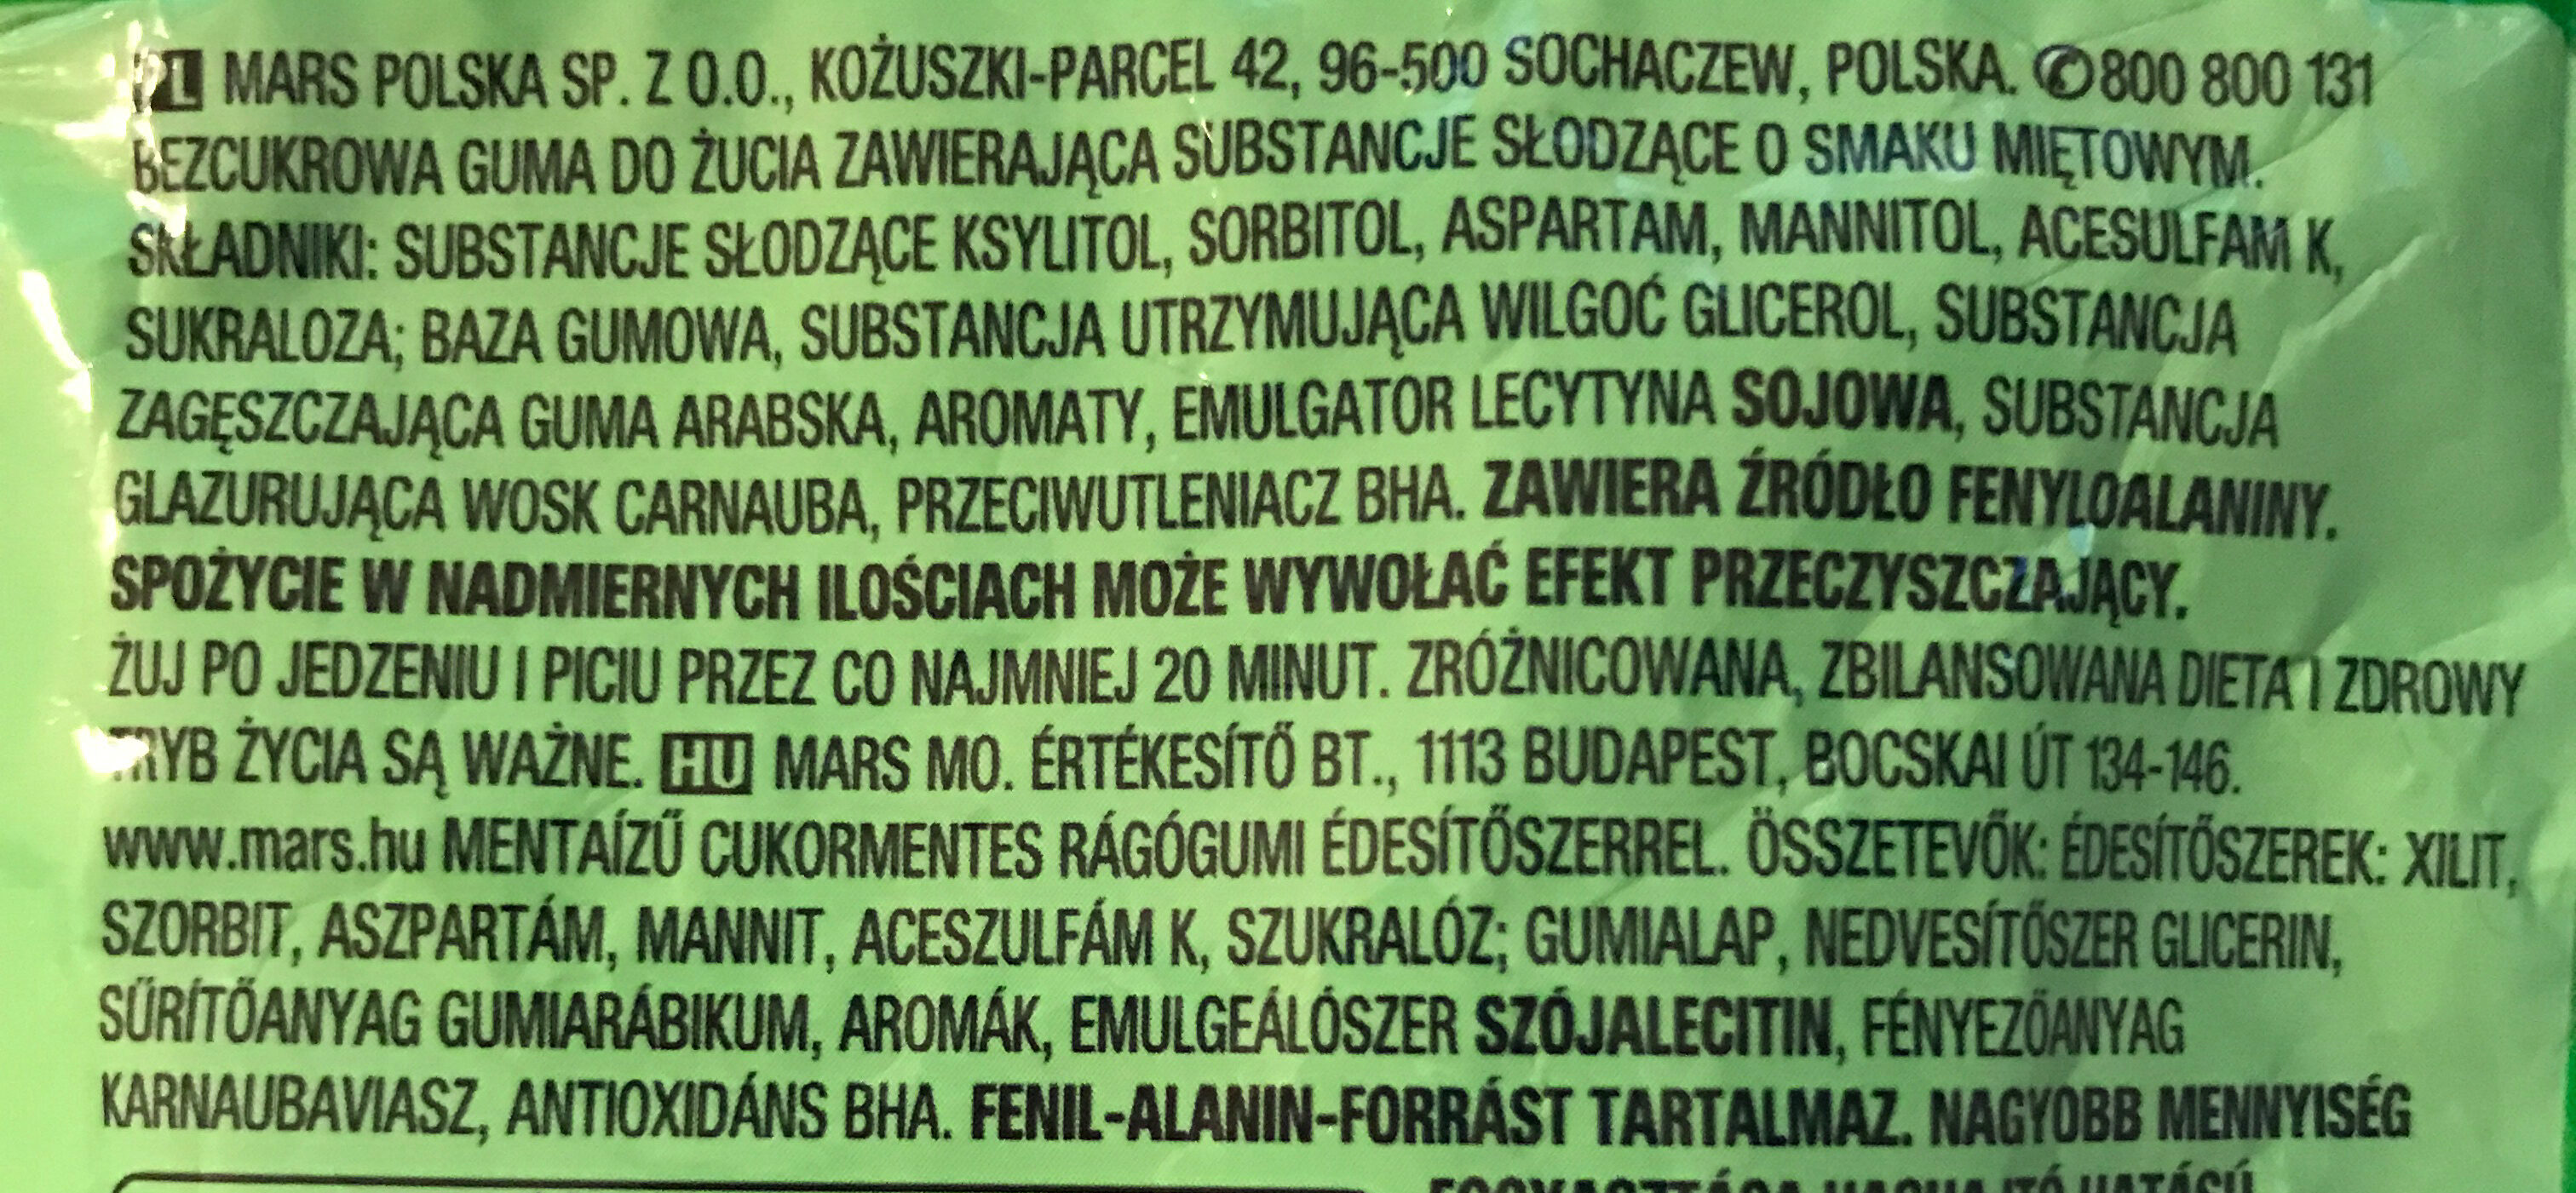 PL MARS POLSKA SP. Z O.O., KOŻUSZKI-PARCEL 42, 96-500 SOCHACZEW, POLSKA. ✆800 800 131
BEZCUKROWA GUMA DO ŻUCIA ZAWIERAJĄCA SUBSTANCJE SŁODZĄCE O SMAKU MIĘTOWYM.
SKŁADNIKI: SUBSTANCJE SŁODZĄCE KSYLITOL, SORBITOL, ASPARTAM, MANNITOL, ACESULFAM K,
SUKRALOZA; BAZA GUMOWA, SUBSTANCJA UTRZYMUJĄCA WILGOĆ GLICEROL, SUBSTANCJA
ZAGĘSZCZAJĄCA GUMA ARABSKA, AROMATY, EMULGATOR LECYTYNA SOJOWA, SUBSTANCJA
GLAZURUJĄCA WOSK CARNAUBA, PRZECIWUTLENIACZ BHA. ZAWIERA ŹRÓDŁO FENYLOALANINY.
SPOŻYCIE W NADMIERNYCH ILOŚCIACH MOŻE WYWOŁAĆ EFEKT PRZECZYSZCZAJĄCY.
ŻUJ PO JEDZENIU I PICIU PRZEZ CO NAJMNIEJ 20 MINUT. ZRÓŻNICOWANA, ZBILANSOWANA DIETA I ZDROWY
TRYB ŻYCIA SĄ WAŻNE. HU MARS MO. ÉRTÉKESÍTŐ BT., 1113 BUDAPEST, BOCSKAI ÚT 134-146.
www.mars.hu MENTAÍZŰ CUKORMENTES RÁGÓGUMI ÉDESÍTŐSZERREL. ÖSSZETEVŐK: ÉDESÍTŐSZEREK: XILIT,
SZORBIT, ASZPARTÁM, MANNIT, ACESZULFÁM K, SZUKRALÓZ; GUMIALAP, NEDVESÍTŐSZER GLICERIN,
SŰRÍTŐANYAG GUMIARÁBIKUM, AROMÁK, EMULGEÁLÓSZER SZÓJALECITIN, FÉNYEZŐANYAG
KARNAUBAVIASZ, ANTIOXIDÁNS BHA. FENIL-ALANIN-FORRÁST TARTALMAZ. NAGYOBB MENNYISÉG